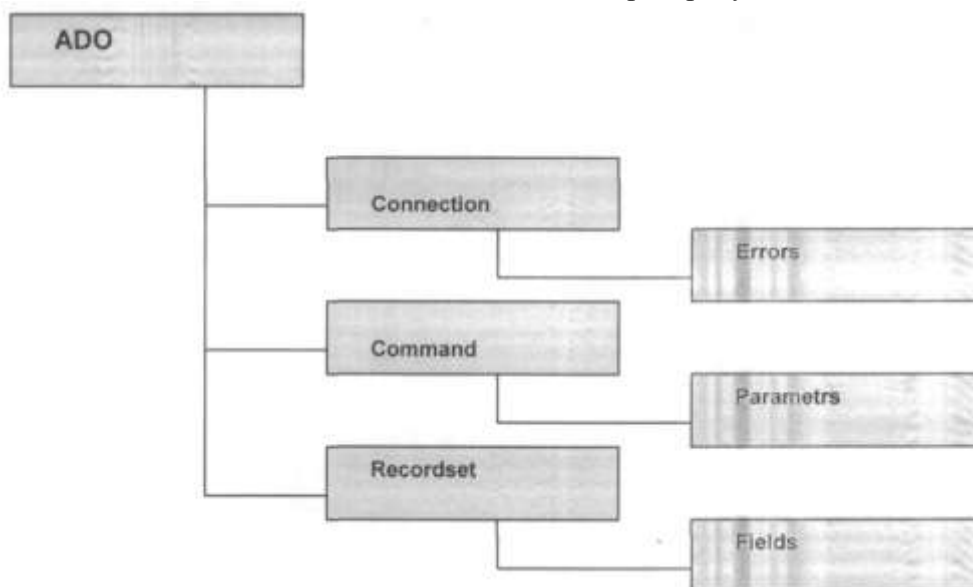 ADO
Connection
Errors
Command
Parametrs
Recordset
Fields